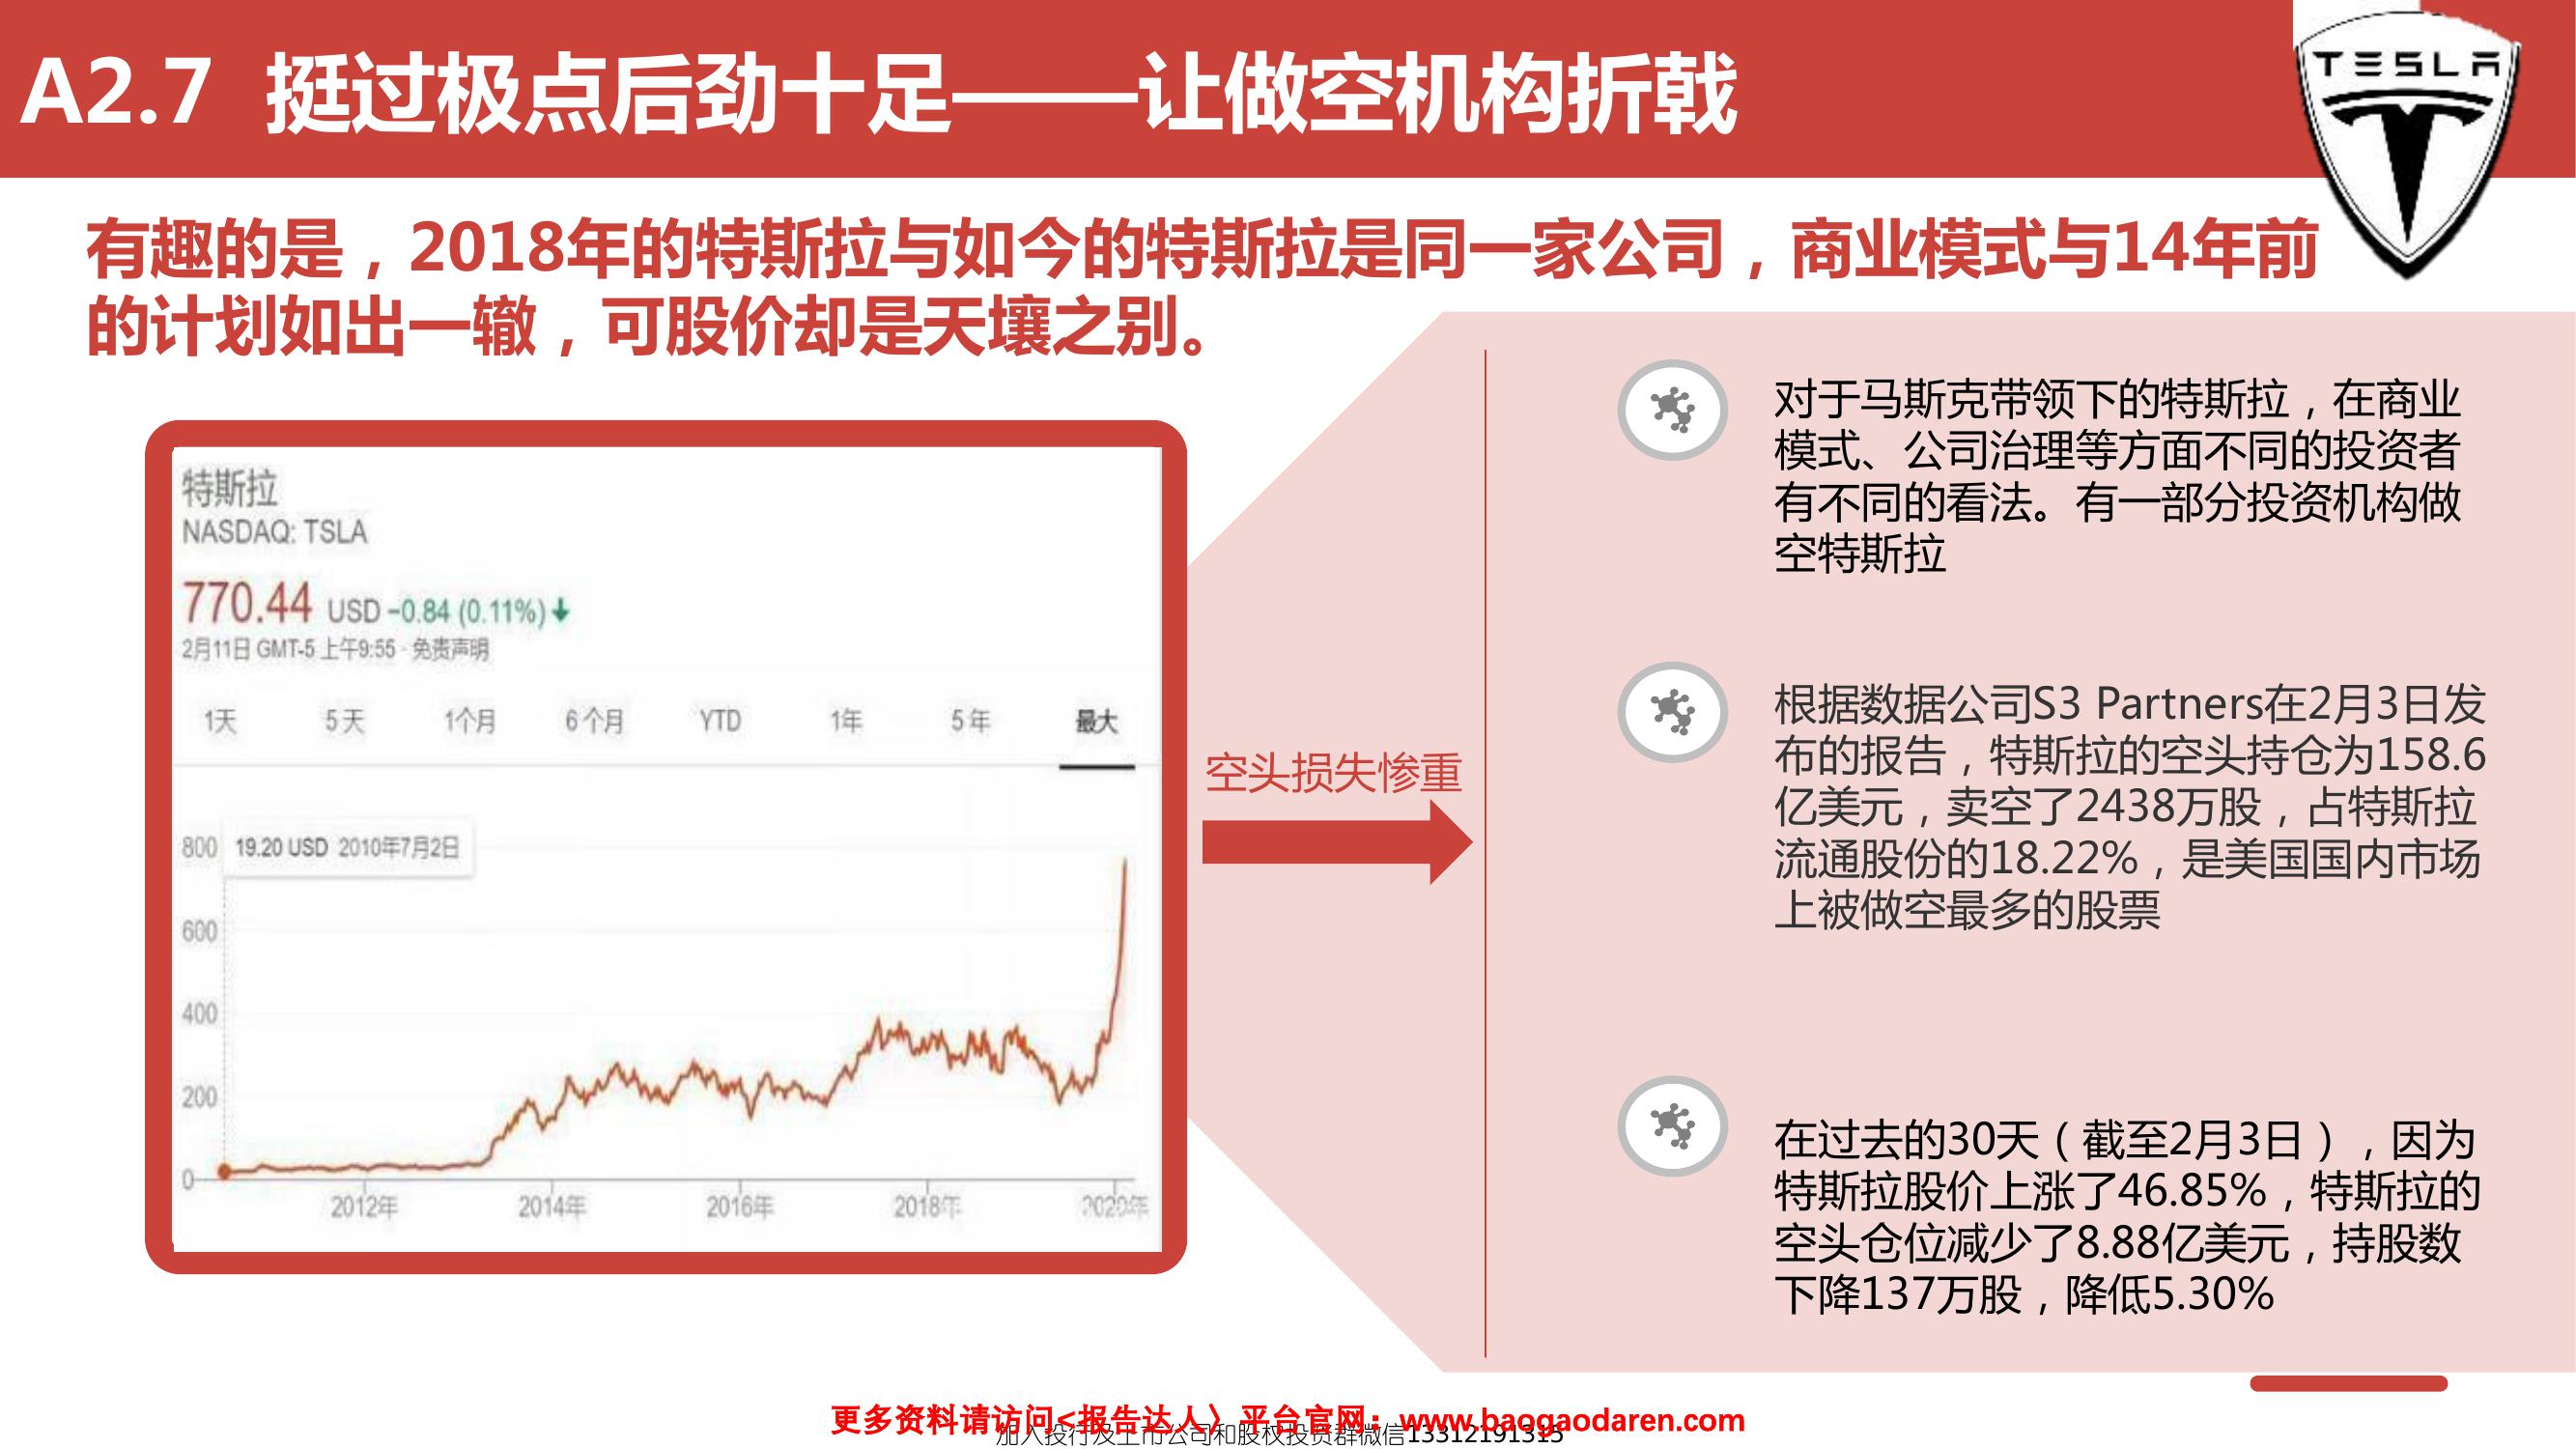 A2.7 挺过极点后劲十足——让做空机构折戟
TESLA
有趣的是，2018年的特斯拉与如今的特斯拉是同一家公司，商业模式与14年前
的计划如出一辙，可股价却是天壤之别。
特斯拉
NASDAQ: TSLA
770.44 USD −0.84 (0.11%)↓
2月11日 GMT-5 上午9:55 · 免责声明
1天 5天 1个月 6个月 YTD 1年 5年 最大
800 19.20 USD 2010年7月2日
600
400
200
0
2012年 2014年 2016年 2018年 2020年
空头损失惨重
对于马斯克带领下的特斯拉，在商业
模式、公司治理等方面不同的投资者
有不同的看法。有一部分投资机构做
空特斯拉
根据数据公司S3 Partners在2月3日发
布的报告，特斯拉的空头持仓为158.6
亿美元，卖空了2438万股，占特斯拉
流通股份的18.22%，是美国国内市场
上被做空最多的股票
在过去的30天（截至2月3日），因为
特斯拉股价上涨了46.85%，特斯拉的
空头仓位减少了8.88亿美元，持股数
下降137万股，降低5.30%
更多资料请访问<报告达人〉平台官网：www.baogaodaren.com
加入投行及上市公司和股权投资群微信13312191315